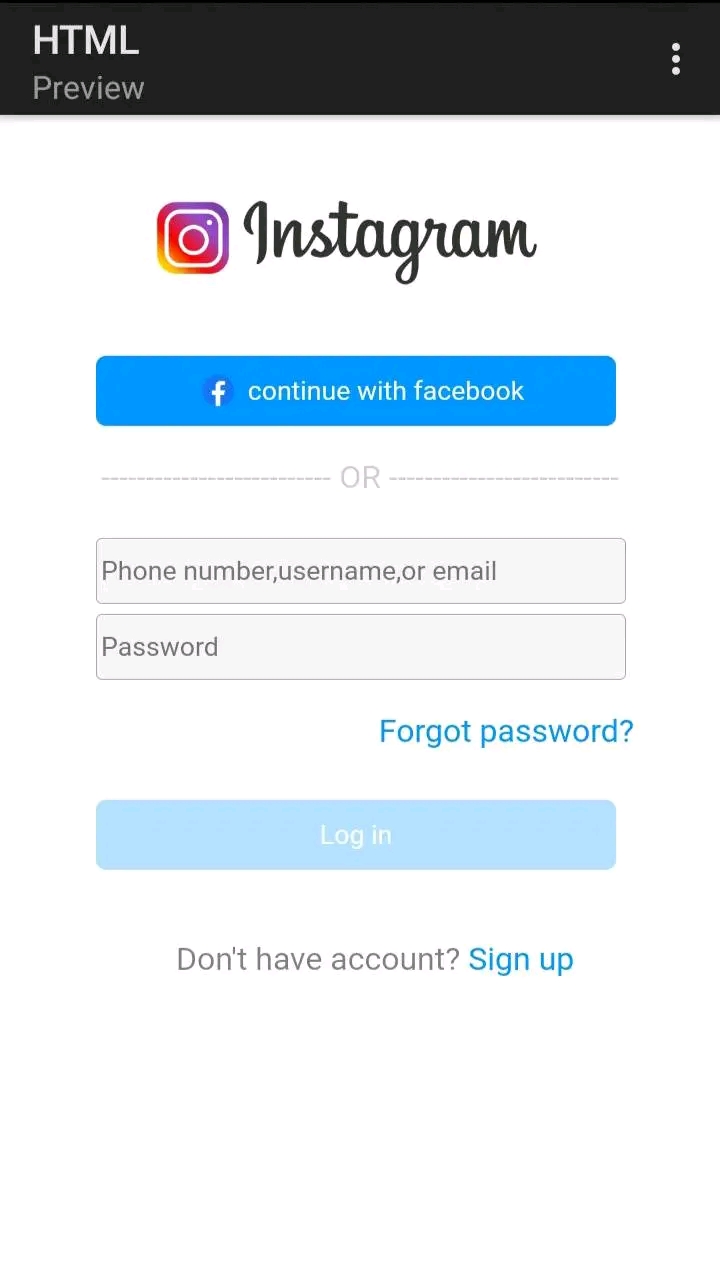 HTML
Preview
Instagram
continue with facebook
-------------------------- OR --------------------------
Phone number,username,or email
Password
Forgot password?
Log in
Don't have account? Sign up